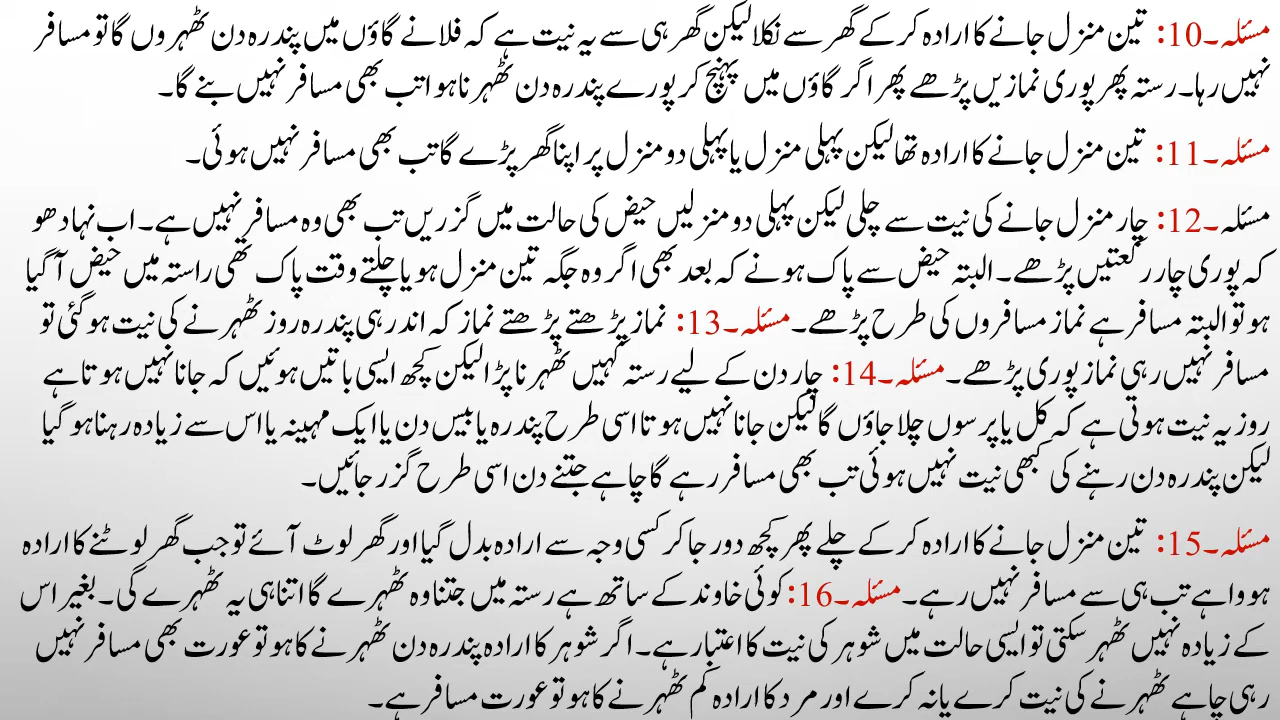 مسئلہ۔10: تین منزل جانے کا ارادہ کرکے گھر سے نکلا لیکن گھر ہی سے یہ نیت ہے کہ فلانے گاؤں میں پندرہ دن ٹھہروں گا تو مسافر
نہیں رہا۔ رستہ پھر پوری نمازیں پڑھے پھر اگر گاؤں میں پہنچ کر پورے پندرہ دن ٹھہرنا ہوا تب بھی مسافر نہیں بنے گا۔
مسئلہ۔11: تین منزل جانے کا ارادہ تھا لیکن پہلی منزل یا پہلی دو منزل پر اپنا گھر پڑے گا تب بھی مسافر نہیں ہوئی۔
مسئلہ۔12: چار منزل جانے کی نیت سے چلی لیکن پہلی دو منزلیں حیض کی حالت میں گزریں تب بھی وہ مسافر نہیں ہے۔ اب نہا دھو
کہ پوری چار رکعتیں پڑھے۔ البتہ حیض سے پاک ہونے کہ بعد بھی اگر وہ جگہ تین منزل ہو یا چلتے وقت پاک تھی راستہ میں حیض آ گیا
ہو تو البتہ مسافر ہے نماز مسافروں کی طرح پڑھے۔ مسئلہ۔13: نماز پڑھتے پڑھتے نماز کہ اندر ہی پندرہ روز ٹھہرنے کی نیت ہو گئی تو
مسافر نہیں رہی نماز پوری پڑھے۔ مسئلہ۔14: چار دن کے لیے رستہ کہیں ٹھہرنا پڑا لیکن کچھ ایسی باتیں ہوئیں کہ جانا نہیں ہوتا ہے
روز یہ نیت ہوتی ہے کہ کل یا پرسوں چلا جاؤں گا لیکن جانا نہیں ہوتا اسی طرح پندرہ یا بیس دن یا ایک مہینہ یا اس سے زیادہ رہنا ہو گیا
لیکن پندرہ دن رہنے کی کبھی نیت نہیں ہوئی تب بھی مسافر رہے گا چاہے جتنے دن اسی طرح گزر جائیں۔
مسئلہ۔15: تین منزل جانے کا ارادہ کرکے چلے پھر کچھ دور جا کر کسی وجہ سے ارادہ بدل گیا اور گھر لوٹ آئے تو جب گھر لوٹنے کا ارادہ
ہووا ہے تب ہی سے مسافر نہیں رہے۔ مسئلہ۔16: کوئی خاوند کے ساتھ ہے رستہ میں جتنا وہ ٹھہرے گا اتنا ہی یہ ٹھہرے گی۔ بغیر اس
کے زیادہ نہیں ٹھہر سکتی تو ایسی حالت میں شوہر کی نیت کا اعتبار ہے۔ اگر شوہر کا ارادہ پندرہ دن ٹھہرنے کا ہو تو عورت بھی مسافر نہیں
رہی چاہے ٹھہرنے کی نیت کرے یا نہ کرے اور مرد کا ارادہ کم ٹھہرنے کا ہو تو عورت مسافر ہے۔